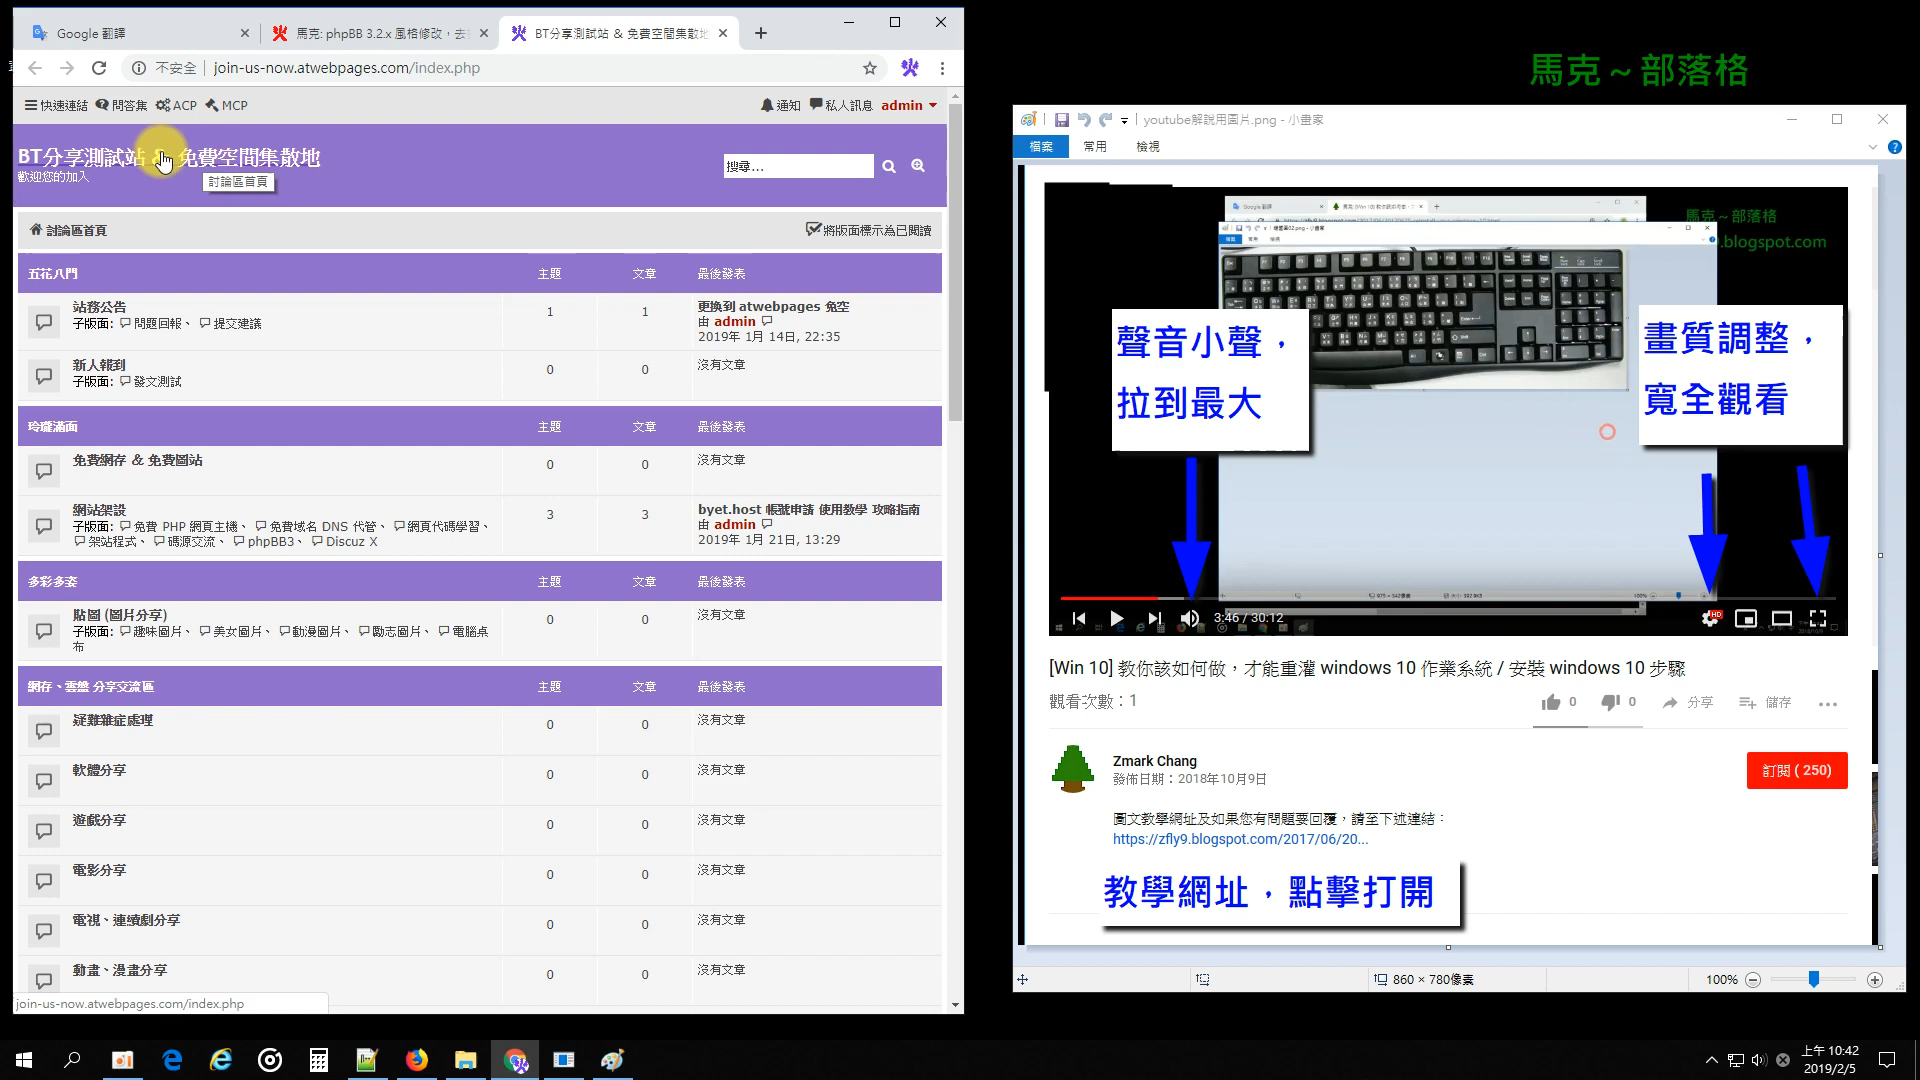 Google 翻譯
馬克: phpBB 3.2.x 風格修改，去
BT分享測試站 & 免費空間集散地
不安全
join-us-now.atwebpages.com/index.php
快速連結 問答集 ACP MCP
通知 私人訊息 admin
BT分享測試站 & 免費空間集散地
歡迎您的加入
討論區首頁
搜尋…
討論區首頁
將版面標示為已閱讀
五花八門 主題 文章 最後發表
站務公告 1 1 更換到 atwebpages 免空
子版面: 問題回報、 提交建議
由 admin
2019年 1月 14日, 22:35
新人報到 0 0 沒有文章
子版面: 發文測試
玲瓏滿面 主題 文章 最後發表
免費網存 & 免費圖站 0 0 沒有文章
網站架設 3 3 byet.host 帳號申請 使用教學 攻略指南
子版面: 免費 PHP 網頁主機、 免費域名 DNS 代管、 網頁代碼學習、
架站程式、 碼源交流、 phpBB3、 Discuz X
由 admin
2019年 1月 21日, 13:29
多彩多姿 主題 文章 最後發表
貼圖 (圖片分享) 0 0 沒有文章
子版面: 趣味圖片、 美女圖片、 動漫圖片、 勵志圖片、 電腦桌
布
網存、雲盤 分享交流區 主題 文章 最後發表
疑難雜症處理 0 0 沒有文章
軟體分享 0 0 沒有文章
遊戲分享 0 0 沒有文章
電影分享 0 0 沒有文章
電視、連續劇分享 0 0 沒有文章
動畫、漫畫分享 0 0 沒有文章
join-us-now.atwebpages.com/index.php
馬克～部落格
youtube解說用圖片.png - 小畫家
檔案 常用 檢視
Google 翻譯
馬克～部落格
.blogspot.com
聲音小聲，
拉到最大
畫質調整，
寬全觀看
100%
3:46 / 30:12
HD
[Win 10] 教你該如何做，才能重灌 windows 10 作業系統 / 安裝 windows 10 步驟
觀看次數：1
0 0 分享 儲存
Zmark Chang
發佈日期：2018年10月9日
訂閱 ( 250)
圖文教學網址及如果您有問題要回覆，請至下述連結：
https://zfly9.blogspot.com/2017/06/20...
教學網址，點擊打開
860 × 780像素
100%
上午 10:42
2019/2/5